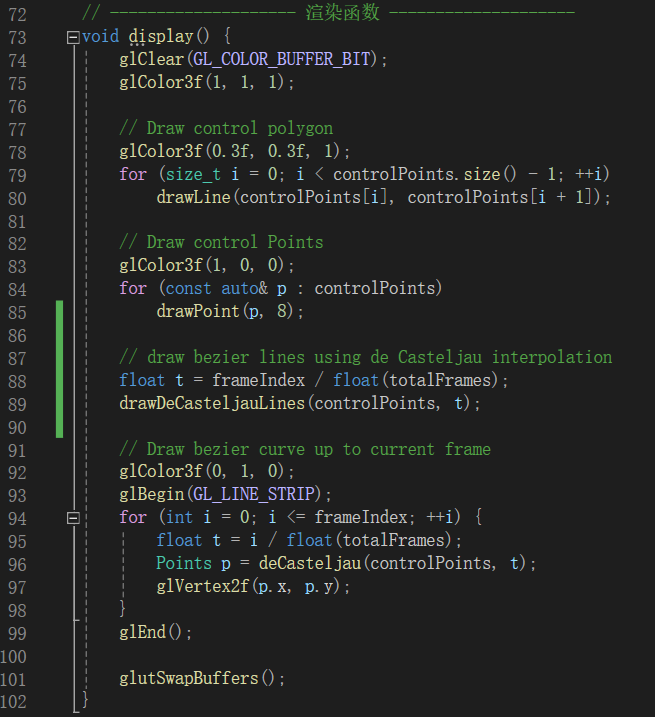 72 // -------------------- 渲染函数 --------------------
73 void display() {
74 glClear(GL_COLOR_BUFFER_BIT);
75 glColor3f(1, 1, 1);
76
77 // Draw control polygon
78 glColor3f(0.3f, 0.3f, 1);
79 for (size_t i = 0; i < controlPoints.size() - 1; ++i)
80 drawLine(controlPoints[i], controlPoints[i + 1]);
81
82 // Draw control Points
83 glColor3f(1, 0, 0);
84 for (const auto& p : controlPoints)
85 drawPoint(p, 8);
86
87 // draw bezier lines using de Casteljau interpolation
88 float t = frameIndex / float(totalFrames);
89 drawDeCasteljauLines(controlPoints, t);
90
91 // Draw bezier curve up to current frame
92 glColor3f(0, 1, 0);
93 glBegin(GL_LINE_STRIP);
94 for (int i = 0; i <= frameIndex; ++i) {
95 float t = i / float(totalFrames);
96 Points p = deCasteljau(controlPoints, t);
97 glVertex2f(p.x, p.y);
98 }
99 glEnd();
100
101 glutSwapBuffers();
102 }